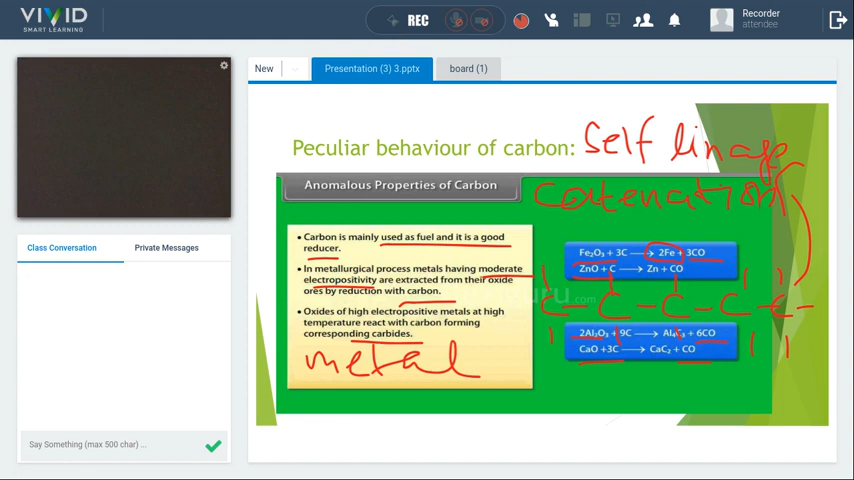 VIVID
SMART LEARNING
REC
Recorder
attendee
New
Presentation (3) 3.pptx
board (1)
Peculiar behaviour of carbon:
Self linage
catenation
Anomalous Properties of Carbon
• Carbon is mainly used as fuel and it is a good
reducer.
• In metallurgical process metals having moderate
electropositivity are extracted from their oxide
ores by reduction with carbon.
• Oxides of high electropositive metals at high
temperature react with carbon forming
corresponding carbides.
metal
Fe₂O₃ + 3C ⟶ 2Fe + 3CO
ZnO + C ⟶ Zn + CO
C – C – C – C – C –
2Al₂O₃ + 9C ⟶ Al₄C₃ + 6CO
CaO +3C ⟶ CaC₂ + CO
Class Conversation
Private Messages
Say Something (max 500 char) ...